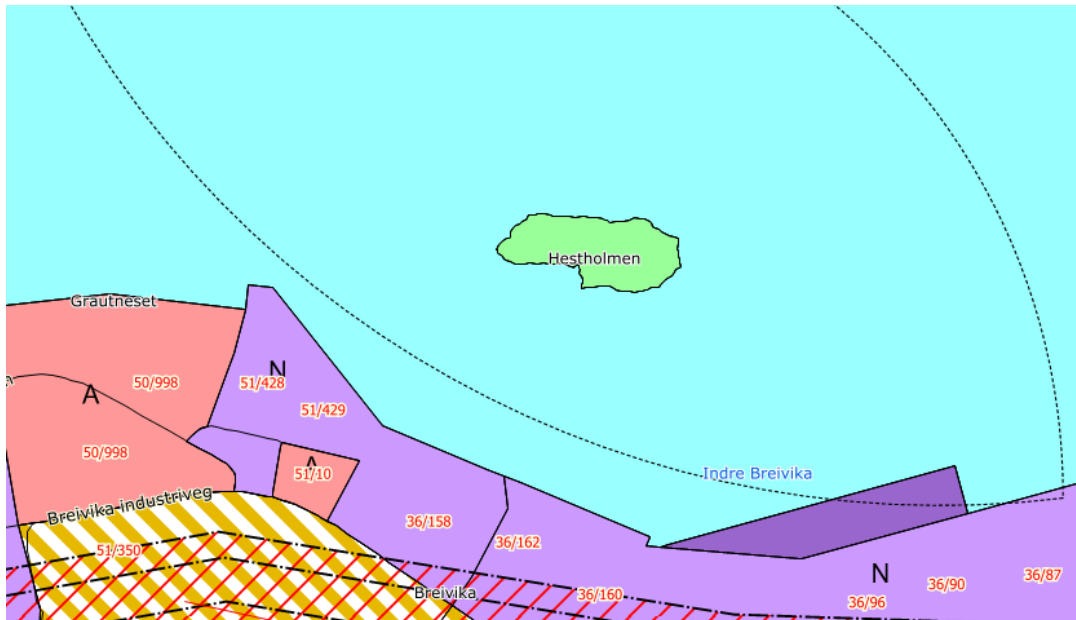 Hestholmen
Grautneset
N
50/998
51/428
A
51/429
50/998
51/10
A
Indre Breivika
Breivika industriveg
36/158
36/162
51/350
N
36/87
36/90
Breivika
36/160
36/96